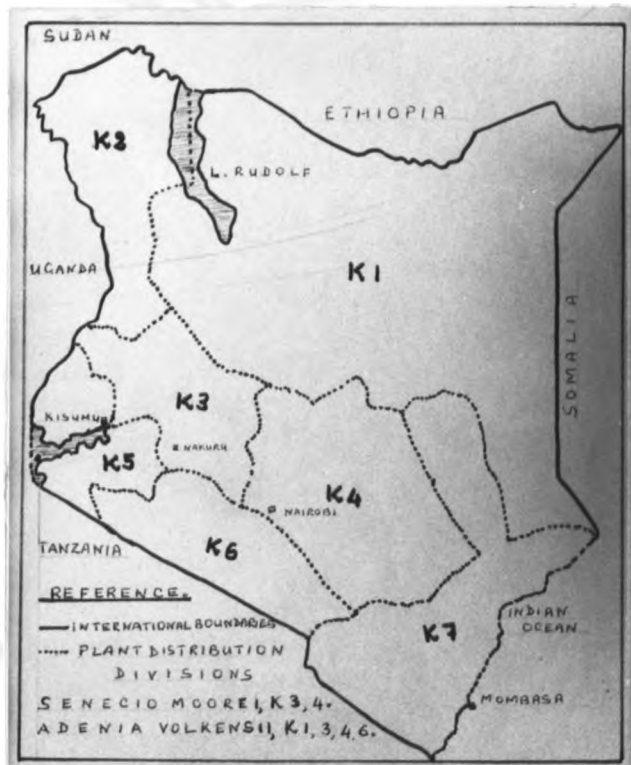 SUDAN
ETHIOPIA
K2
L. RUDOLF
UGANDA
K1
SOMALIA
K3
KISUMU
NAKURU
K5
K4
NAIROBI
TANZANIA
K6
REFERENCE.
INTERNATIONAL BOUNDARIES
PLANT DISTRIBUTION
DIVISIONS
K7
INDIAN
OCEAN
MOMBASA
SENECIO MOOREI, K3,4.
ADENIA VOLKENSII, K1,3,4,6.